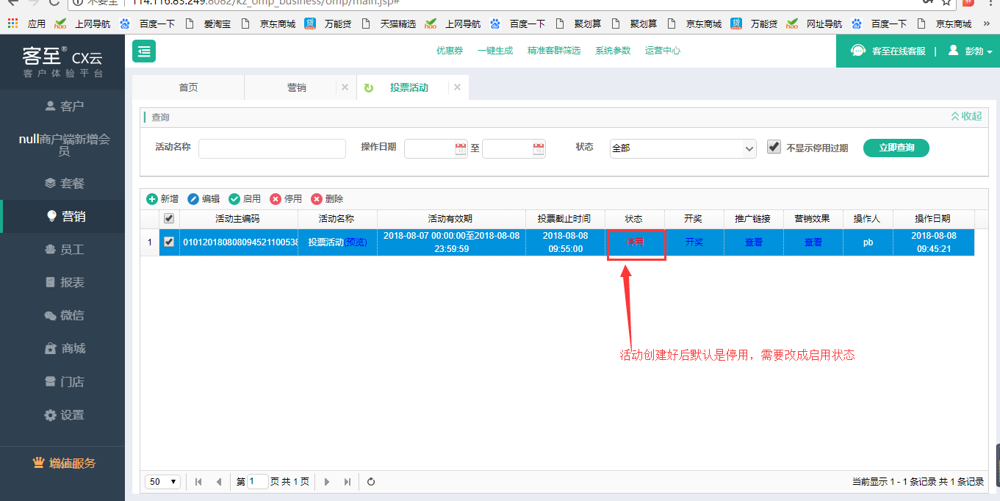 不安全 114.116.83.249:8082/kz_omp_business/omp/main.jsp#
应用 上网导航 百度一下 爱淘宝 京东商城 万能贷 天猫精选 上网导航 百度一下 聚划算 聚划算 京东商城 万能贷 网址导航 百度一下 京东商城 »
客至® CX云
客户体验平台
优惠券 一键生成 精准客群筛选 系统参数 运营中心
客至在线客服 | 彭勃
客户
null商户端新增会
员
套餐
营销
员工
报表
微信
商城
门店
设置
增值服务
首页 营销 投票活动
查询 收起
活动名称 操作日期 至 状态 全部 不显示停用过期 立即查询
新增 编辑 启用 停用 删除
活动主编码 活动名称 活动有效期 投票截止时间 状态 开奖 推广链接 营销效果 操作人 操作日期
1 010120180808094521100538 投票活动(预览) 2018-08-07 00:00:00至2018-08-08 2018-08-08 停用 开奖 查看 查看 pb 2018-08-08
23:59:59 09:55:00 09:45:21
活动创建好后默认是停用，需要改成启用状态
50 第 1 页 共 1 页 当前显示 1 - 1 条记录 共 1 条记录